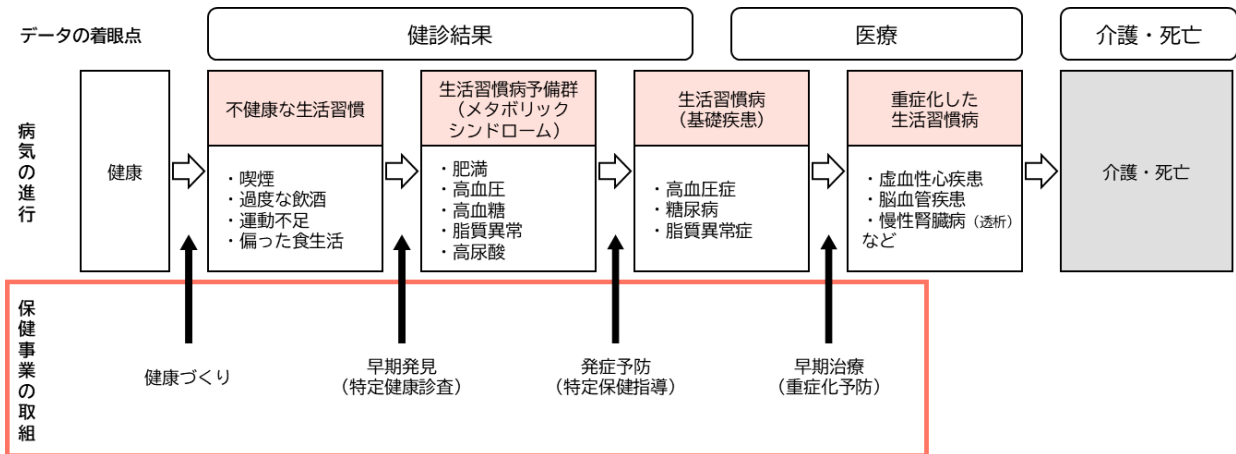 データの着眼点
健診結果
医療
介護・死亡
病気の進行
健康
不健康な生活習慣
・喫煙
・過度な飲酒
・運動不足
・偏った食生活
生活習慣病予備群
（メタボリック
シンドローム）
・肥満
・高血圧
・高血糖
・脂質異常
・高尿酸
生活習慣病
（基礎疾患）
・高血圧症
・糖尿病
・脂質異常症
重症化した
生活習慣病
・虚血性心疾患
・脳血管疾患
・慢性腎臓病（透析）
など
介護・死亡
保健事業の取組
健康づくり
早期発見
（特定健康診査）
発症予防
（特定保健指導）
早期治療
（重症化予防）